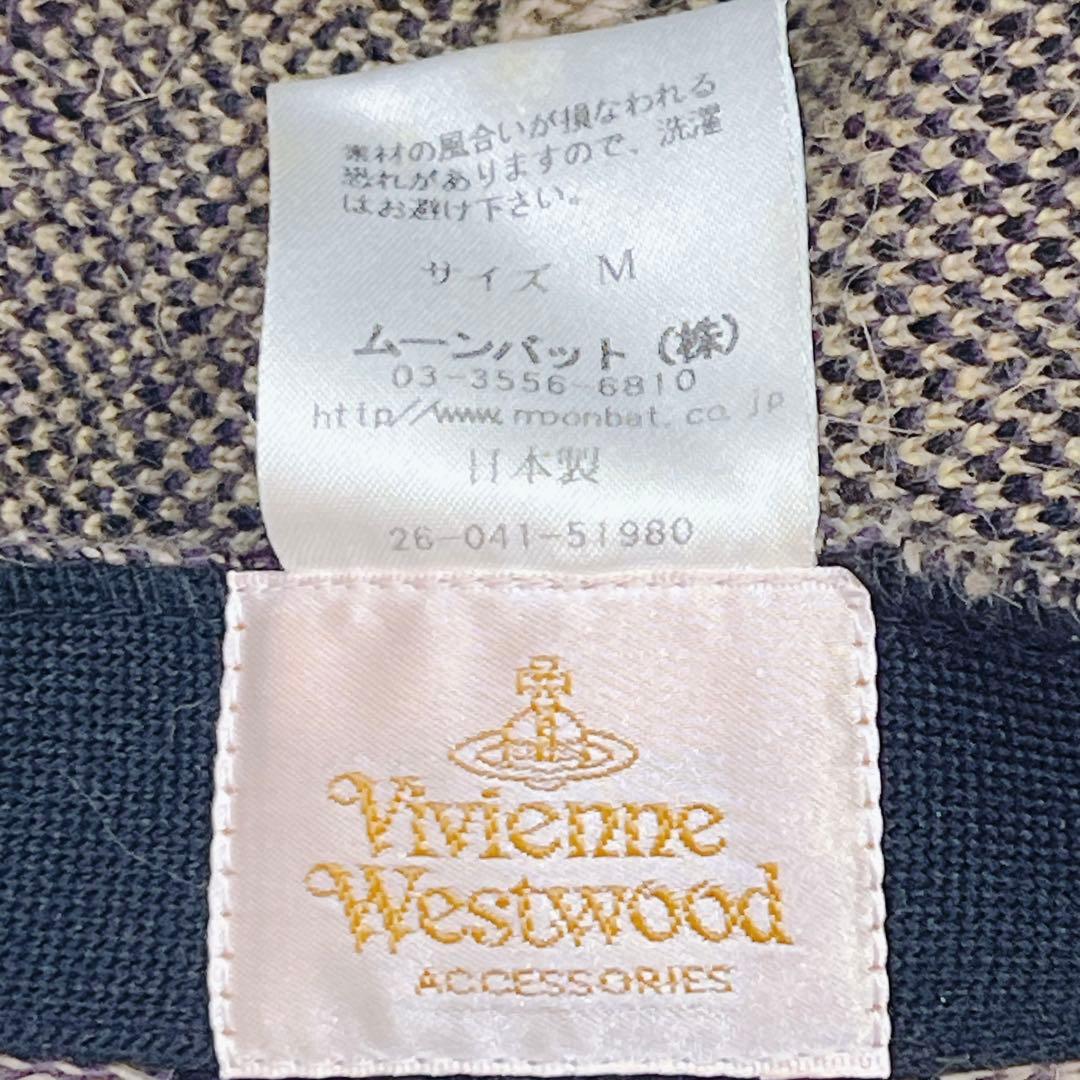 素材の風合いが損なわれる
恐れがありますので、洗濯
はお避け下さい。
サイズ M
ムーンバット(株)
03-3556-6810
http//www.moonbat.co.jp
日本製
26-041-51980
Vivienne
Westwood
ACCESSORIES